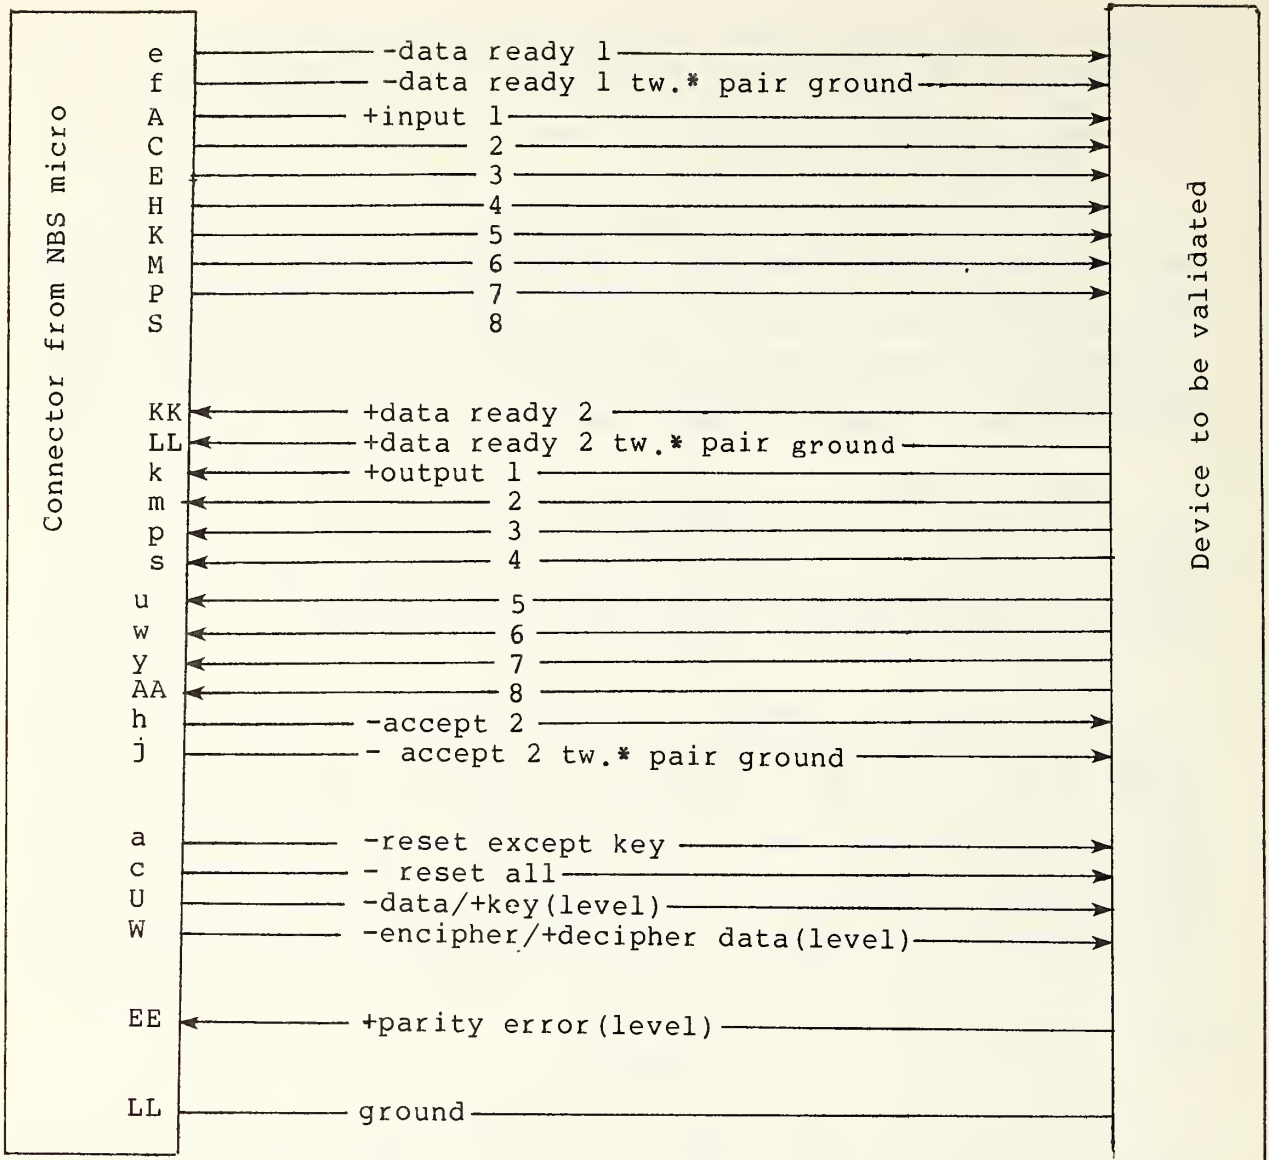 Connector from NBS micro
Device to be validated
e -data ready 1
f -data ready 1 tw.* pair ground
A +input 1
C 2
E 3
H 4
K 5
M 6
P 7
S 8
KK +data ready 2
LL +data ready 2 tw.* pair ground
k +output 1
m 2
p 3
s 4
u 5
w 6
y 7
AA 8
h -accept 2
j - accept 2 tw.* pair ground
a -reset except key
c - reset all
U -data/+key(level)
W -encipher/+decipher data(level)
EE +parity error(level)
LL ground